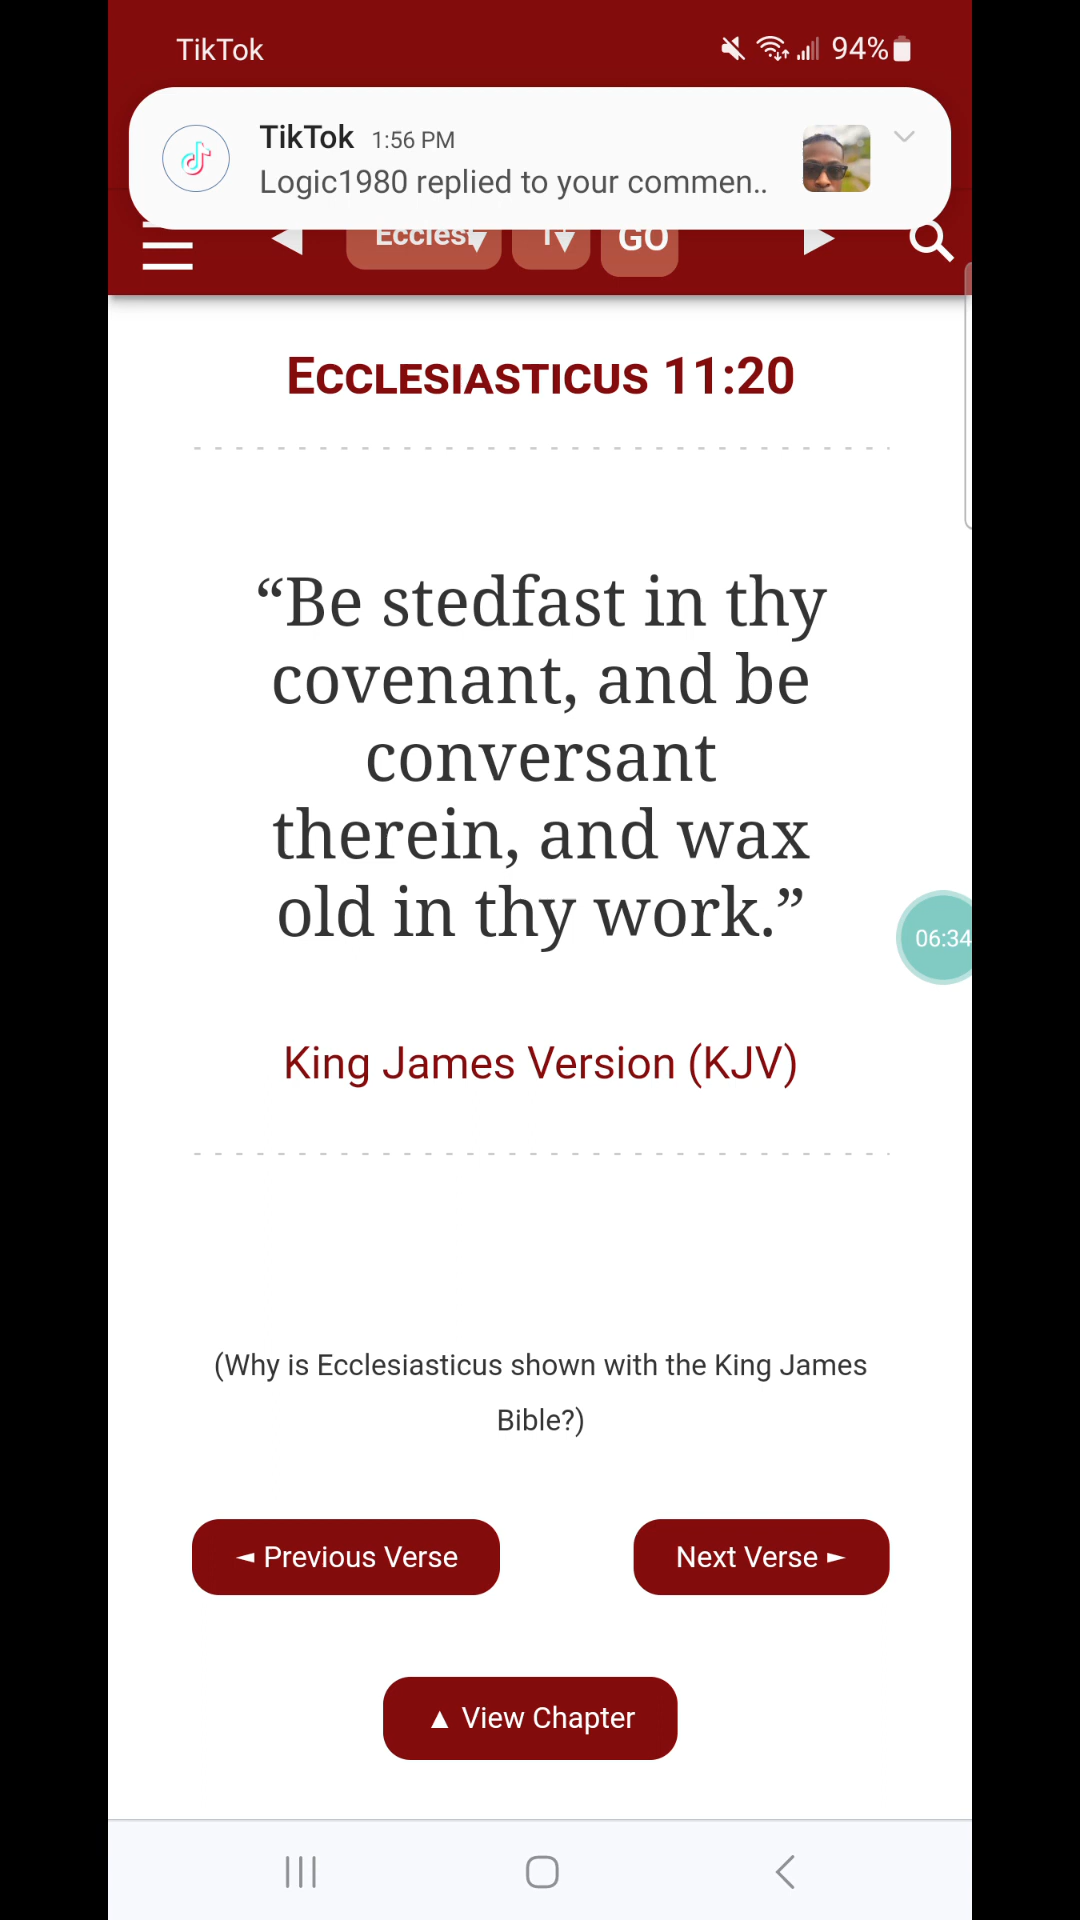 TikTok
94%
TikTok 1:56 PM
Logic1980 replied to your commen..
GO
ECCLESIASTICUS 11:20
“Be stedfast in thy
covenant, and be
conversant
therein, and wax
old in thy work.”
06:34
King James Version (KJV)
(Why is Ecclesiasticus shown with the King James
Bible?)
◄ Previous Verse
Next Verse ►
▲ View Chapter